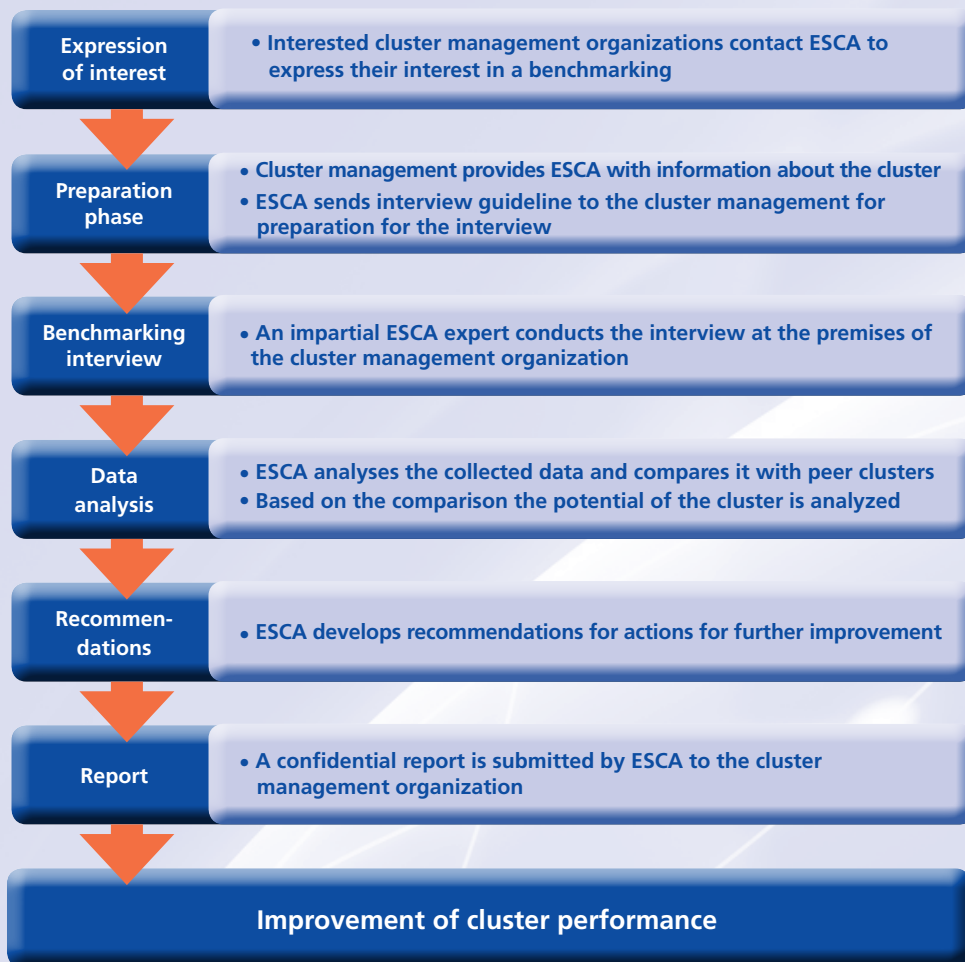 Expression
of interest
• Interested cluster management organizations contact ESCA to
express their interest in a benchmarking
Preparation
phase
• Cluster management provides ESCA with information about the cluster
• ESCA sends interview guideline to the cluster management for
preparation for the interview
Benchmarking
interview
• An impartial ESCA expert conducts the interview at the premises of
the cluster management organization
Data
analysis
• ESCA analyses the collected data and compares it with peer clusters
• Based on the comparison the potential of the cluster is analyzed
Recommen-
dations
• ESCA develops recommendations for actions for further improvement
Report
• A confidential report is submitted by ESCA to the cluster
management organization
Improvement of cluster performance